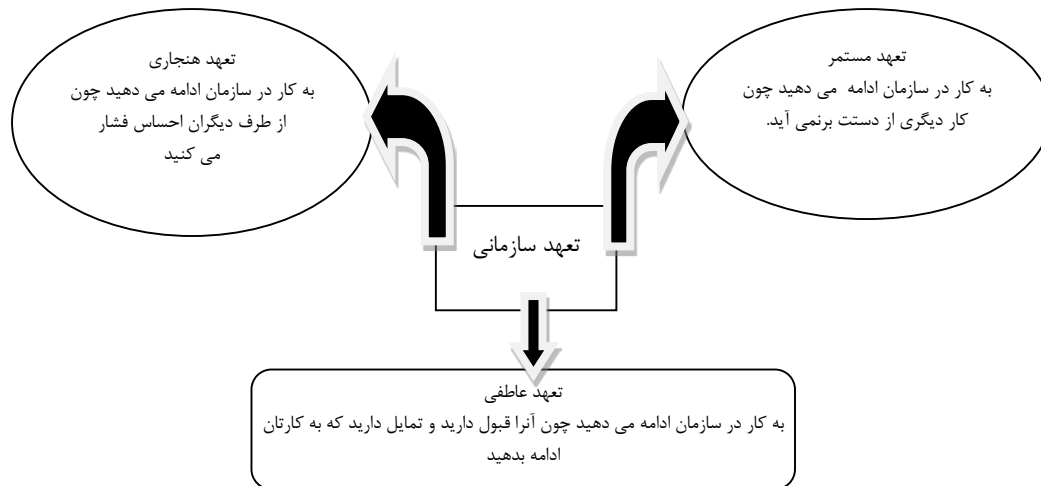 تعهد مستمر
به کار در سازمان ادامه می دهید چون
کار دیگری از دستت برنمی آید.
تعهد هنجاری
به کار در سازمان ادامه می دهید چون
از طرف دیگران احساس فشار
می کنید
تعهد سازمانی
تعهد عاطفی
به کار در سازمان ادامه می دهید چون آنرا قبول دارید و تمایل دارید که به کارتان
ادامه بدهید